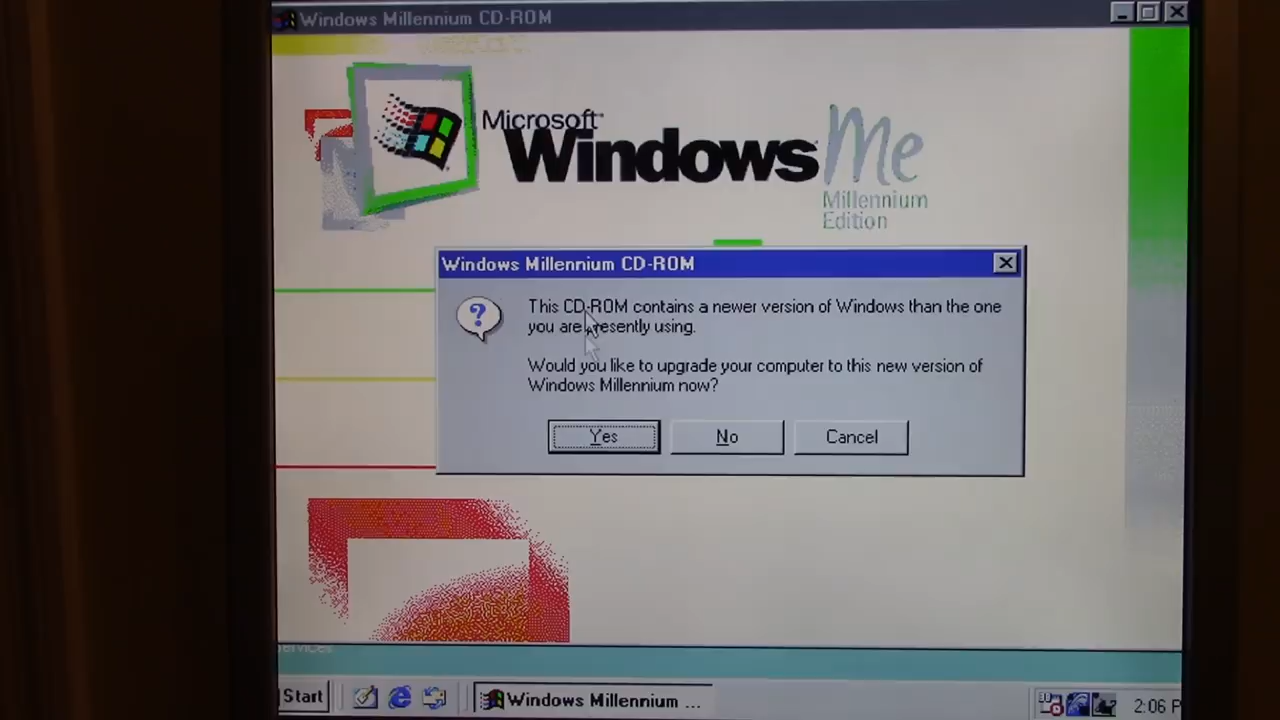 Windows Millennium CD-ROM
Microsoft
Windows Me
Millennium
Edition
Windows Millennium CD-ROM
This CD-ROM contains a newer version of Windows than the one
you are presently using.
Would you like to upgrade your computer to this new version of
Windows Millennium now?
Yes No Cancel
Start
Windows Millennium ...
2:06 P